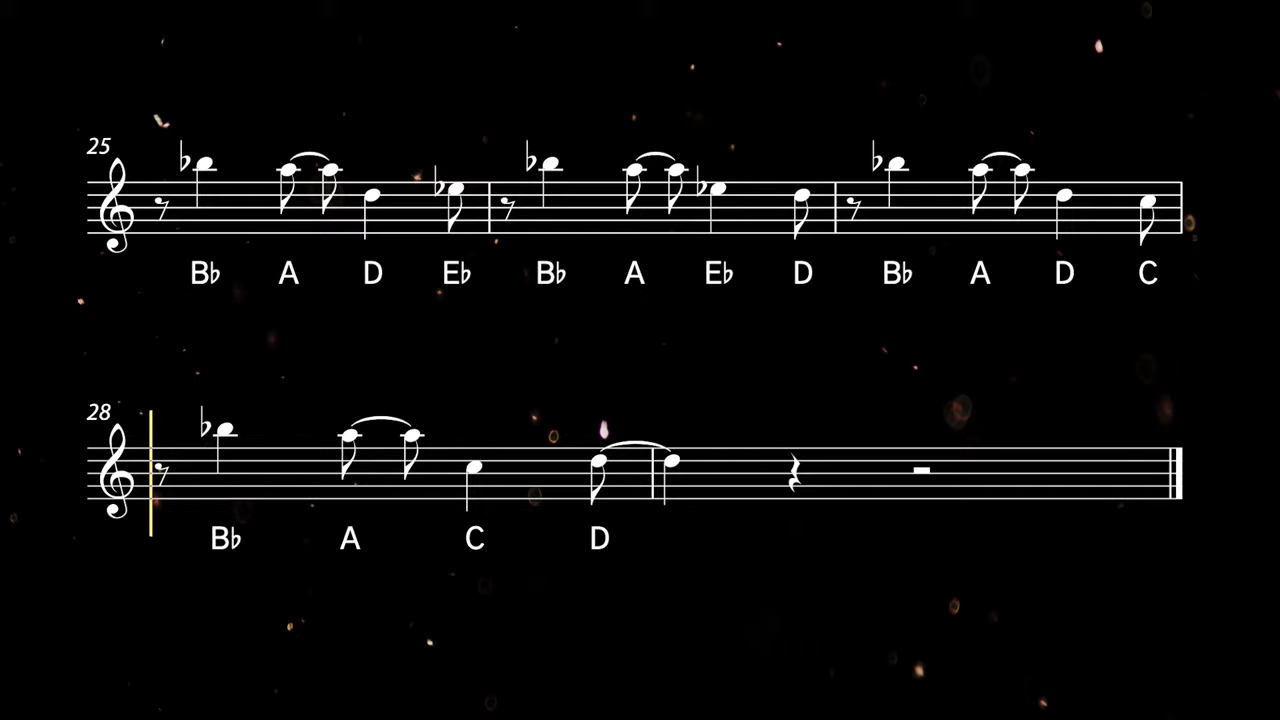 25
B♭ A D E♭ B♭ A E♭ D B♭ A D C
28
B♭ A C D